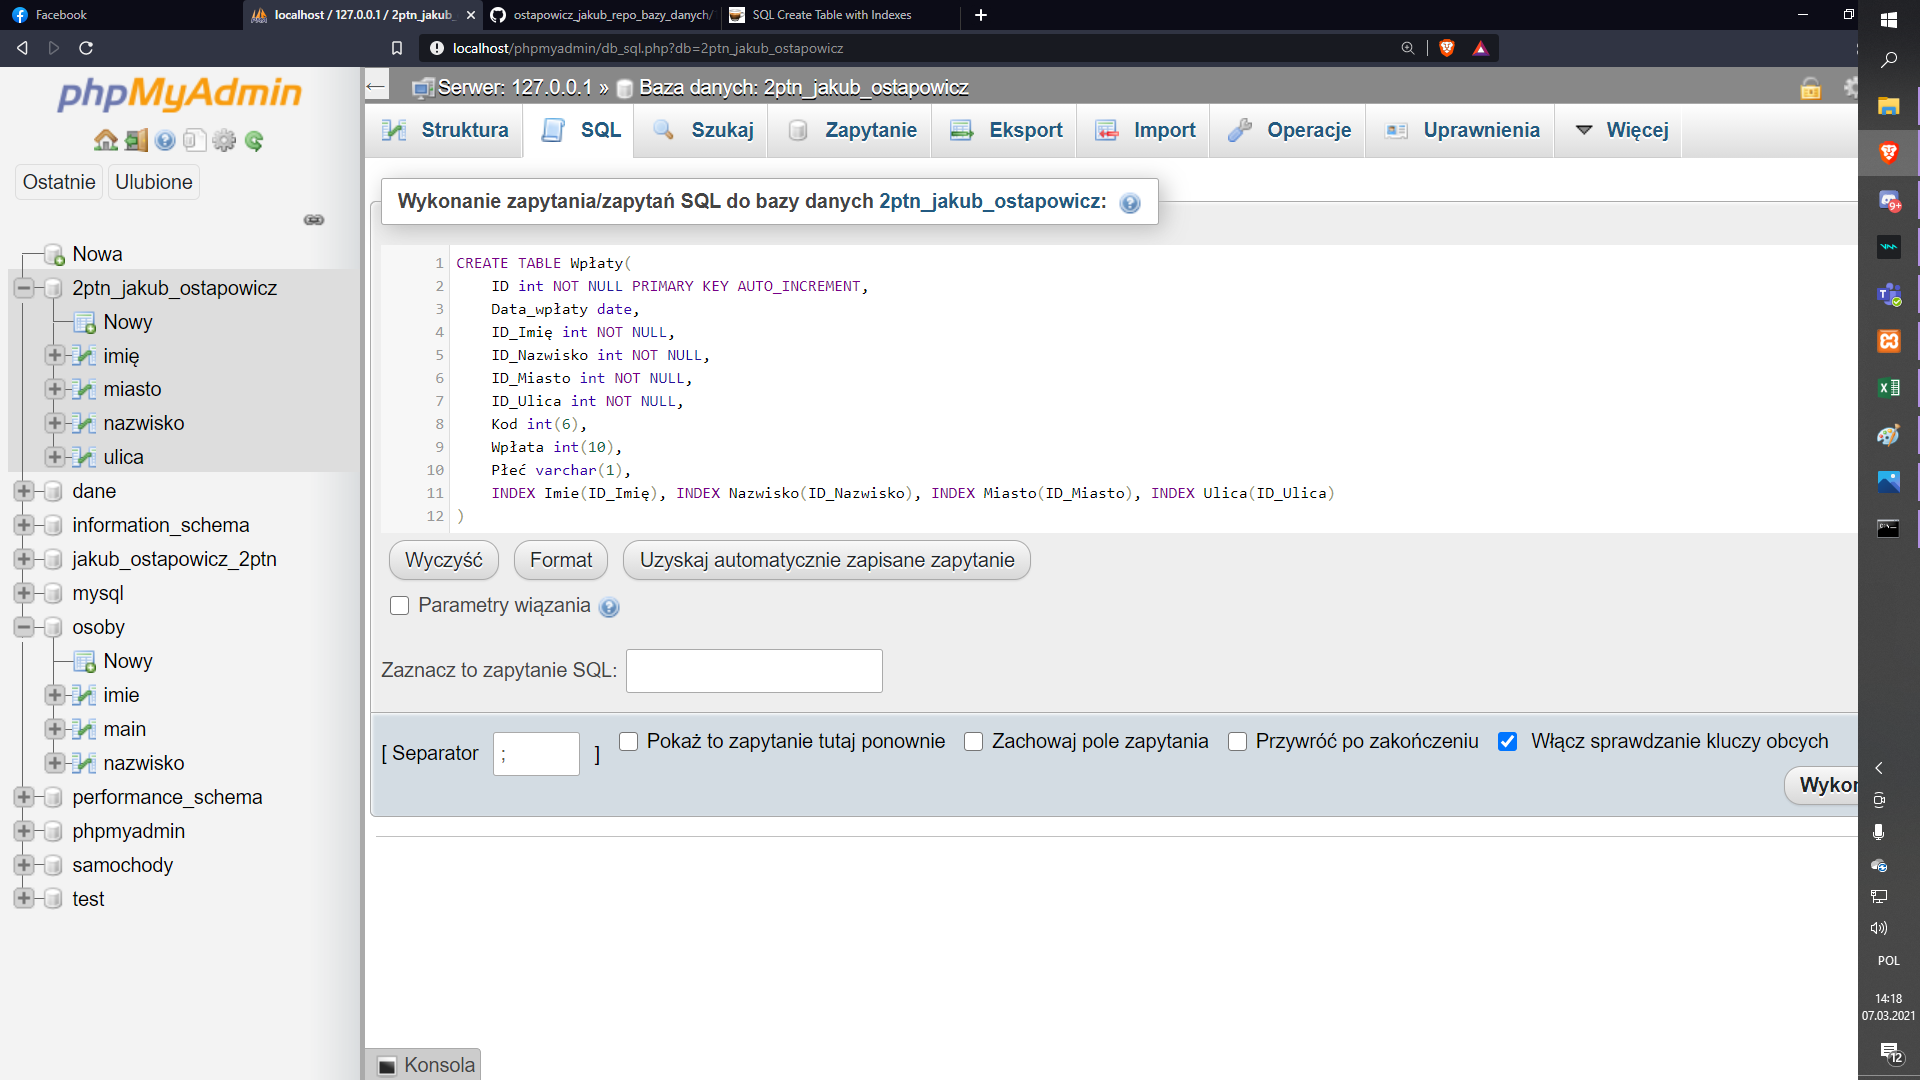 Facebook
localhost / 127.0.0.1 / 2ptn_jakub_
ostapowicz_jakub_repo_bazy_danych/
SQL Create Table with Indexes
localhost/phpmyadmin/db_sql.php?db=2ptn_jakub_ostapowicz
phpMyAdmin
Ostatnie
Ulubione
Nowa
2ptn_jakub_ostapowicz
Nowy
imię
miasto
nazwisko
ulica
dane
information_schema
jakub_ostapowicz_2ptn
mysql
osoby
Nowy
imie
main
nazwisko
performance_schema
phpmyadmin
samochody
test
Serwer: 127.0.0.1 » Baza danych: 2ptn_jakub_ostapowicz
Struktura
SQL
Szukaj
Zapytanie
Eksport
Import
Operacje
Uprawnienia
Więcej
Wykonanie zapytania/zapytań SQL do bazy danych 2ptn_jakub_ostapowicz:
1 CREATE TABLE Wpłaty(
2 ID int NOT NULL PRIMARY KEY AUTO_INCREMENT,
3 Data_wpłaty date,
4 ID_Imię int NOT NULL,
5 ID_Nazwisko int NOT NULL,
6 ID_Miasto int NOT NULL,
7 ID_Ulica int NOT NULL,
8 Kod int(6),
9 Wpłata int(10),
10 Płeć varchar(1),
11 INDEX Imie(ID_Imię), INDEX Nazwisko(ID_Nazwisko), INDEX Miasto(ID_Miasto), INDEX Ulica(ID_Ulica)
12 )
Wyczyść
Format
Uzyskaj automatycznie zapisane zapytanie
Parametry wiązania
Zaznacz to zapytanie SQL:
[ Separator ; ]
Pokaż to zapytanie tutaj ponownie
Zachowaj pole zapytania
Przywróć po zakończeniu
Włącz sprawdzanie kluczy obcych
Wykon
Konsola
9+
POL
14:18
07.03.2021
12